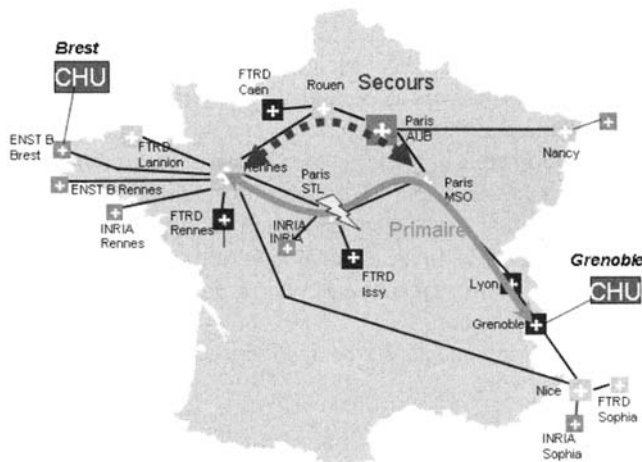 Brest
CHU
FTRD
Caen
Rouen
Secours
Paris
AUB
Nancy
ENST B
Brest
FTRD
Lannion
Rennes
Paris
STL
ENST B Rennes
Paris
MSO
INRIA
Rennes
FTRD
Rennes
INRIA
INRIA
Primaire
FTRD
Issy
Grenoble
CHU
Lyon
Grenoble
Nice
FTRD
Sophia
INRIA
Sophia